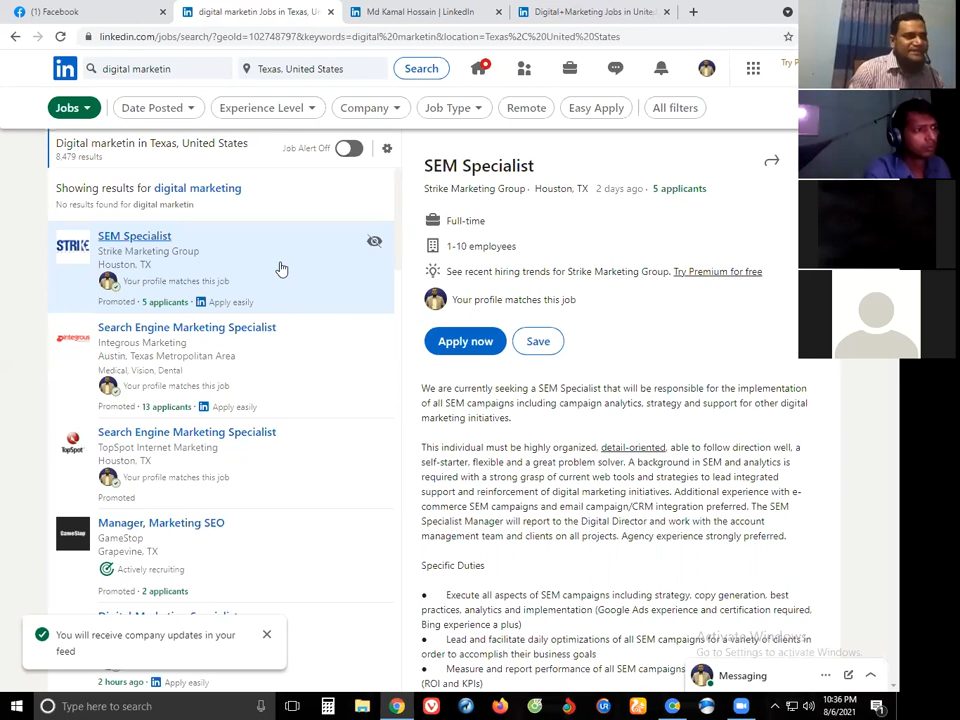 Facebook
digital marketin Jobs in Texas, Un
Md Kamal Hossain | LinkedIn
Digital+Marketing Jobs in United
linkedin.com/jobs/search/?geoId=102748797&keywords=digital%20marketin&location=Texas%2C%20United%20States
in
digital marketin
Texas, United States
Search
Try P
Jobs
Date Posted
Experience Level
Company
Job Type
Remote
Easy Apply
All filters
Digital marketin in Texas, United States
8,479 results
Job Alert Off
Showing results for digital marketing
No results found for digital marketin
STRIKE
SEM Specialist
Strike Marketing Group
Houston, TX
Your profile matches this job
Promoted · 5 applicants · in Apply easily
integrous
Search Engine Marketing Specialist
Integrous Marketing
Austin, Texas Metropolitan Area
Medical, Vision, Dental
Your profile matches this job
Promoted · 13 applicants · in Apply easily
TopSpot
Search Engine Marketing Specialist
TopSpot Internet Marketing
Houston, TX
Your profile matches this job
Promoted
GameStop
Manager, Marketing SEO
GameStop
Grapevine, TX
Actively recruiting
Promoted · 2 applicants
You will receive company updates in your
feed
2 hours ago · in Apply easily
SEM Specialist
Strike Marketing Group · Houston, TX 2 days ago · 5 applicants
Full-time
1-10 employees
See recent hiring trends for Strike Marketing Group. Try Premium for free
Your profile matches this job
Apply now
Save
We are currently seeking a SEM Specialist that will be responsible for the implementation
of all SEM campaigns including campaign analytics, strategy and support for other digital
marketing initiatives.
This individual must be highly organized, detail-oriented, able to follow direction well, a
self-starter, flexible and a great problem solver. A background in SEM and analytics is
required with a strong grasp of current web tools and strategies to lead integrated
support and reinforcement of digital marketing initiatives. Additional experience with e-
commerce SEM campaigns and email campaign/CRM integration preferred. The SEM
Specialist Manager will report to the Digital Director and work with the account
management team and clients on all projects. Agency experience strongly preferred.
Specific Duties
● Execute all aspects of SEM campaigns including strategy, copy generation, best
practices, analytics and implementation (Google Ads experience and certification required,
Bing experience a plus)
● Lead and facilitate daily optimizations of all SEM campaigns for a variety of clients in
order to accomplish their business goals
● Measure and report performance of all SEM campaigns
(ROI and KPIs)
Activate Windows
Go to Settings to activate Windows.
Messaging
Type here to search
10:36 PM
8/6/2021
1